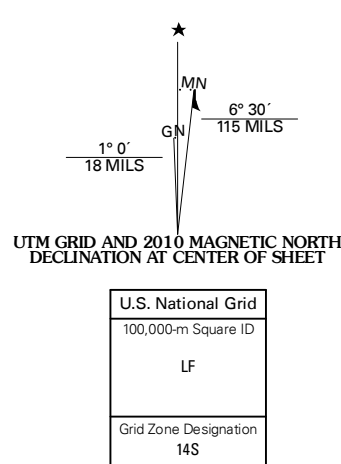 MN
GN
6° 30´
115 MILS
1° 0´
18 MILS
UTM GRID AND 2010 MAGNETIC NORTH
DECLINATION AT CENTER OF SHEET
U.S. National Grid
100,000-m Square ID
LF
Grid Zone Designation
14S